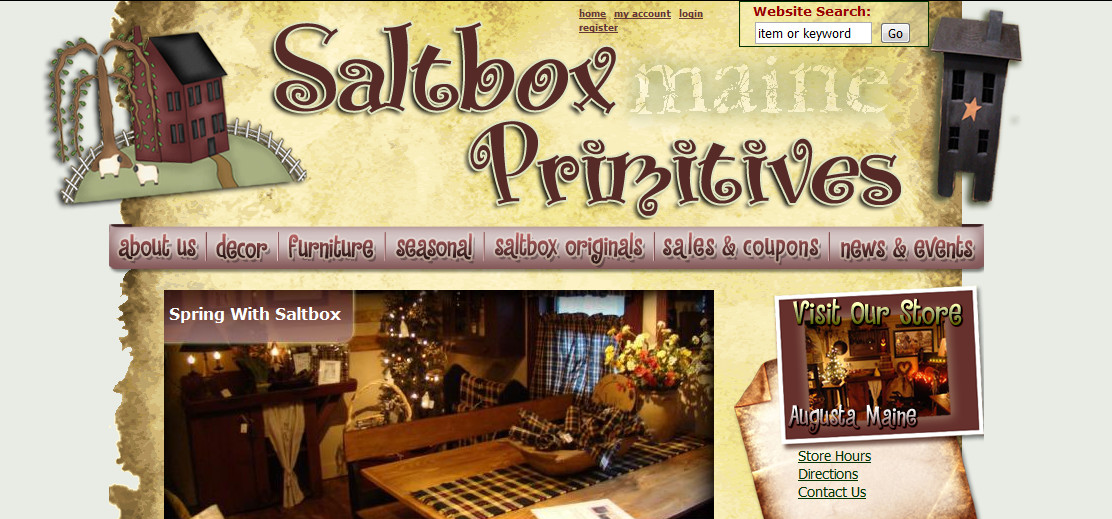 home my account login
register
Website Search:
item or keyword Go
Saltbox maine
Primitives
about us decor furniture seasonal saltbox originals sales & coupons news & events
Spring With Saltbox
Visit Our Store
Augusta Maine
Store Hours
Directions
Contact Us